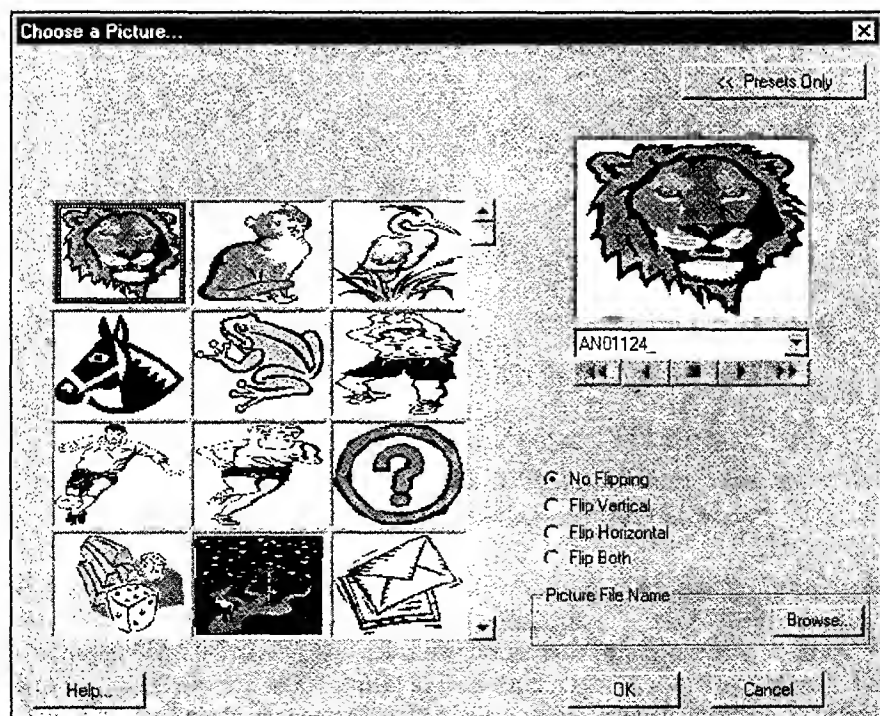 Choose a Picture...
<< Presets Only
AN01124_
No Flipping
Flip Vertical
Flip Horizontal
Flip Both
Picture File Name
Browse...
Help...
OK
Cancel